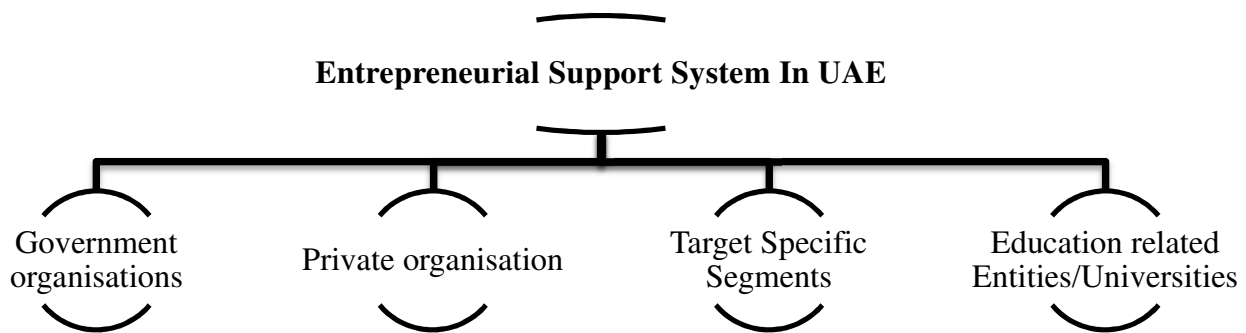 Entrepreneurial Support System In UAE
Government
organisations
Private organisation
Target Specific
Segments
Education related
Entities/Universities